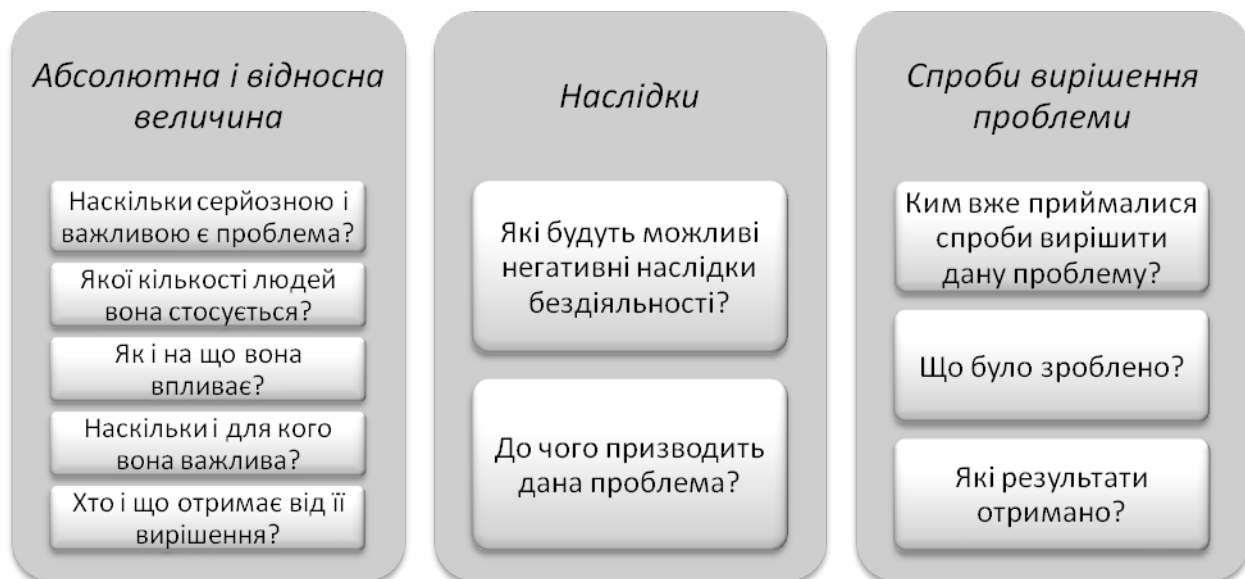 Абсолютна і відносна
величина
Наскільки серйозною і
важливою є проблема?
Якої кількості людей
вона стосується?
Як і на що вона
впливає?
Наскільки і для кого
вона важлива?
Хто і що отримає від її
вирішення?
Наслідки
Які будуть можливі
негативні наслідки
бездіяльності?
До чого призводить
дана проблема?
Спроби вирішення
проблеми
Ким вже приймалися
спроби вирішити
дану проблему?
Що було зроблено?
Які результати
отримано?